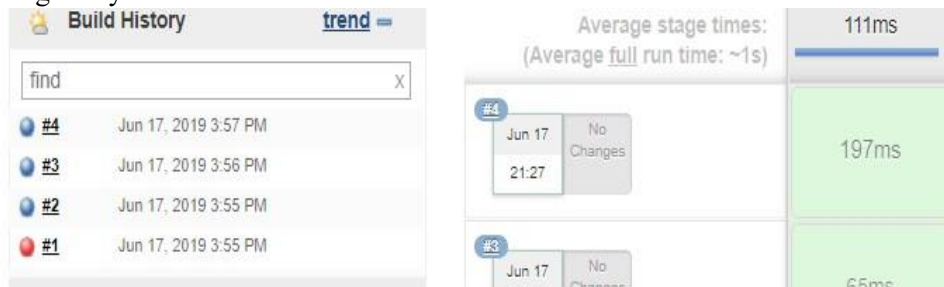 Build History
trend
find
X
#4 Jun 17, 2019 3:57 PM
#3 Jun 17, 2019 3:56 PM
#2 Jun 17, 2019 3:55 PM
#1 Jun 17, 2019 3:55 PM
Average stage times:
(Average full run time: ~1s)
111ms
#4
Jun 17
21:27
No
Changes
197ms
#3
Jun 17
No
Changes
65ms